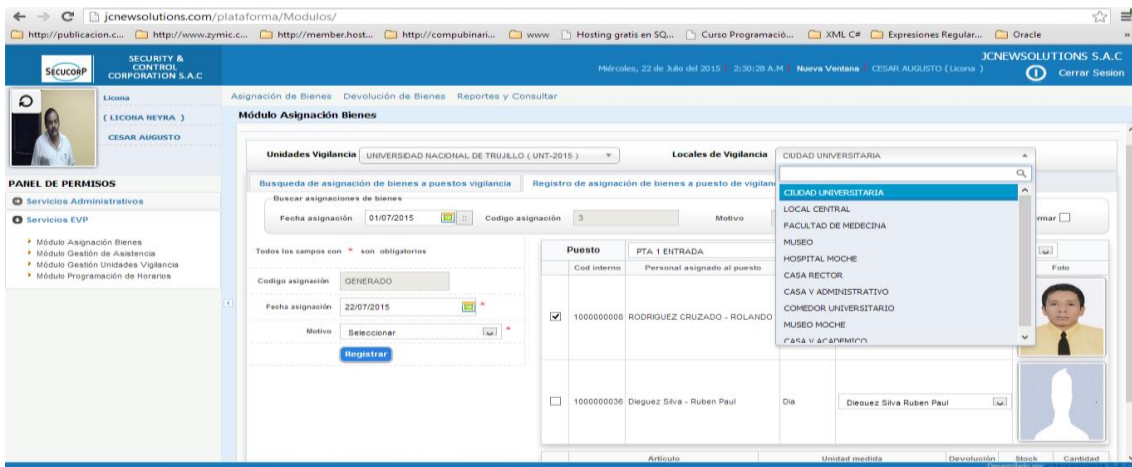 jcnewsolutions.com/plataforma/Modulos/
http://publicacion.c... http://www.zymic.c... http://member.host... http://compubinari... www Hosting gratis en SQ... Curso Programació... XML C# Expresiones Regular... Oracle »
SECUCORP
SECURITY &
CONTROL
CORPORATION S.A.C
JCNEWSOLUTIONS S.A.C
Miércoles, 22 de Julio del 2015 2:30:28 A.M Nueva Ventana CESAR AUGUSTO ( Licona ) Cerrar Sesion
Licona
( LICONA NEYRA )
CESAR AUGUSTO
Asignación de Bienes Devolución de Bienes Reportes y Consultar
Módulo Asignación Bienes
PANEL DE PERMISOS
Servicios Administrativos
Servicios EVP
Módulo Asignación Bienes
Módulo Gestión de Asistencia
Módulo Gestión Unidades Vigilancia
Módulo Programación de Horarios
Unidades Vigilancia UNIVERSIDAD NACIONAL DE TRUJILLO ( UNT-2015 ) Locales de Vigilancia CIUDAD UNIVERSITARIA
CIUDAD UNIVERSITARIA
LOCAL CENTRAL
FACULTAD DE MEDECINA
MUSEO
HOSPITAL MOCHE
CASA RECTOR
CASA V ADMINISTRATIVO
COMEDOR UNIVERSITARIO
MUSEO MOCHE
CASA V ACADEMICO
Busqueda de asignación de bienes a puestos vigilancia Registro de asignación de bienes a puesto de vigilan
Buscar asignaciones de bienes
Fecha asignación 01/07/2015 Codigo asignación 3 Motivo rmar
Todos los campos con * son obligatorios
Codigo asignación GENERADO
Fecha asignación 22/07/2015 *
Motivo Seleccionar *
Registrar
Puesto PTA 1 ENTRADA
Cod interno Personal asignado al puesto Foto
1000000008 RODRIGUEZ CRUZADO - ROLANDO
1000000036 Dieguez Silva - Ruben Paul Dia Dieguez Silva Ruben Paul
Artículo Unidad medida Devolución Stock Cantidad